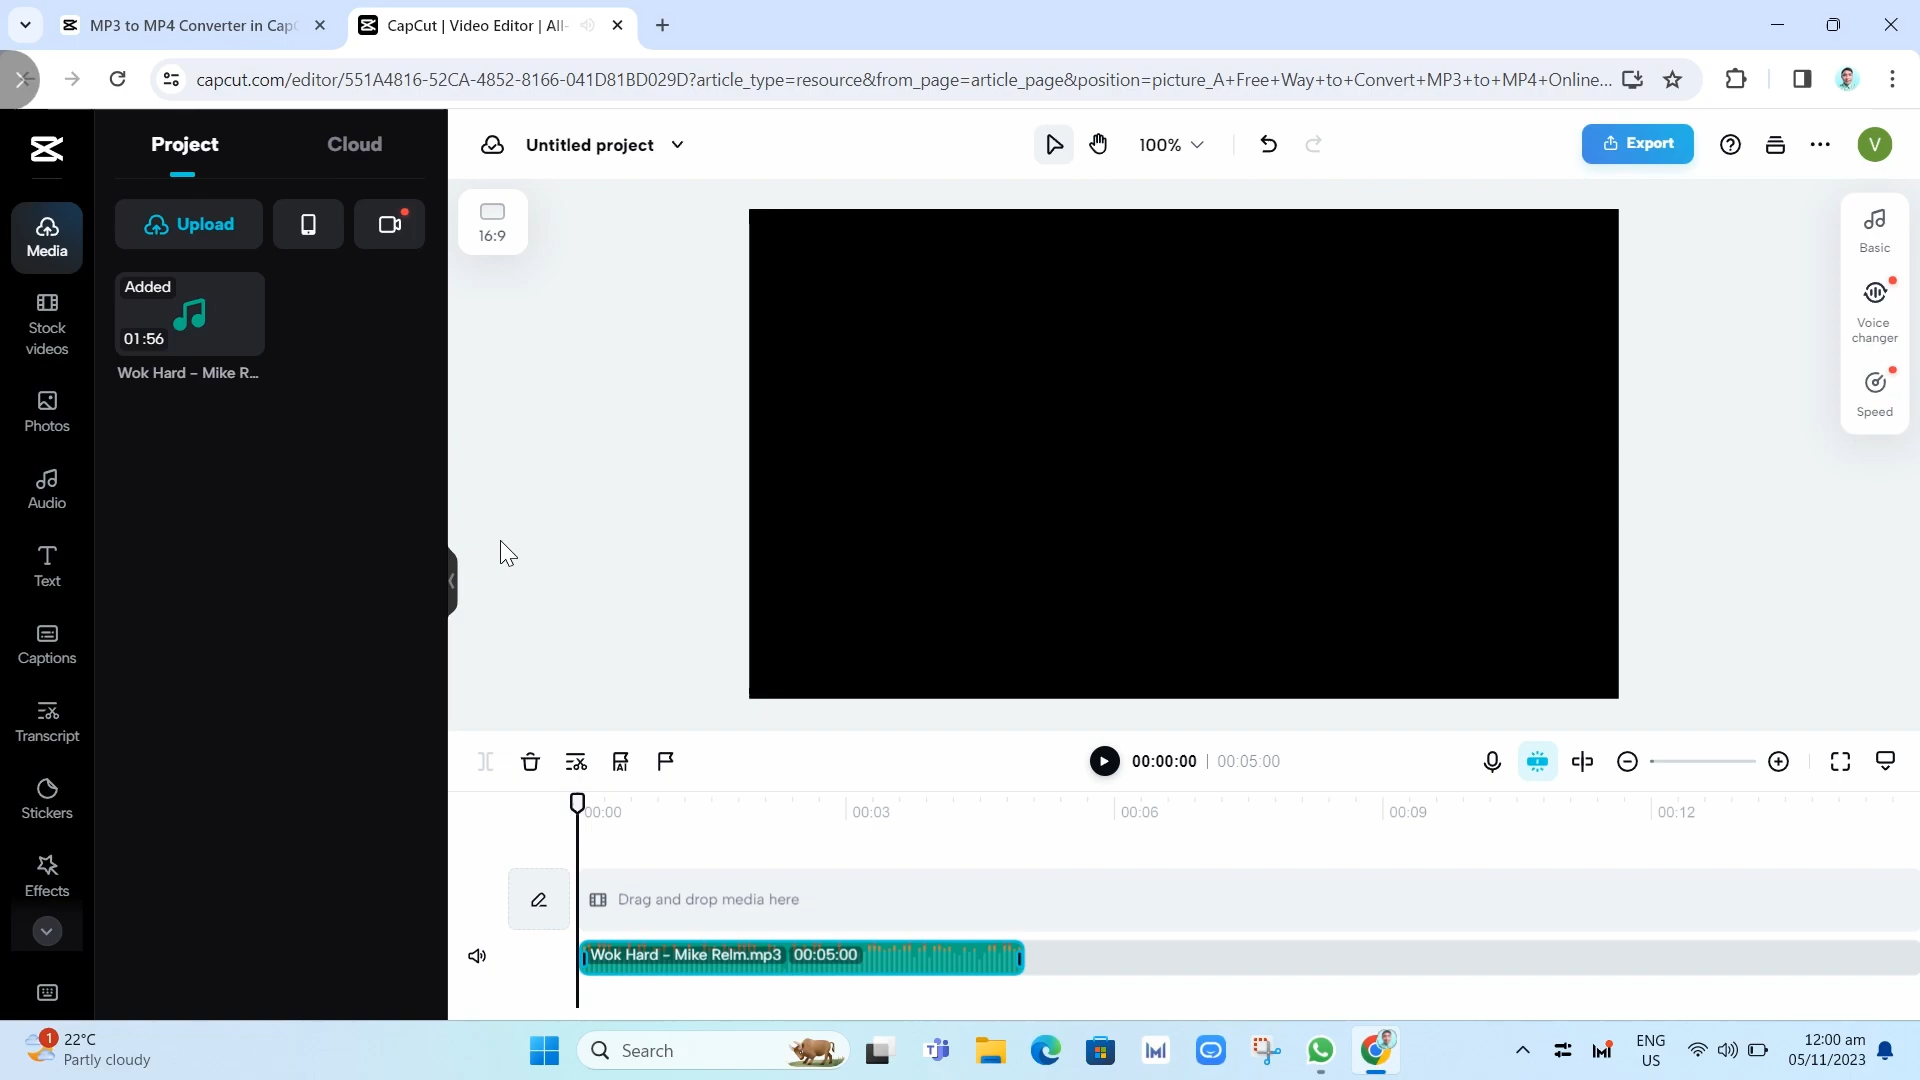 MP3 to MP4 Converter in Cap
CapCut | Video Editor | All-
capcut.com/editor/551A4816-52CA-4852-8166-041D81BD029D?article_type=resource&from_page=article_page&position=picture_A+Free+Way+to+Convert+MP3+to+MP4+Online...
Project
Cloud
Untitled project
100%
Export
V
Upload
16:9
Media
Added
01:56
Wok Hard - Mike R...
Stock
videos
Photos
Audio
Text
Captions
Transcript
Stickers
Effects
Basic
Voice
changer
Speed
00:00:00 | 00:05:00
00:00
00:03
00:06
00:09
00:12
AI
Drag and drop media here
Wok Hard - Mike Relm.mp3 00:05:00
1
22°C
Partly cloudy
Search
ENG
US
12:00 am
05/11/2023